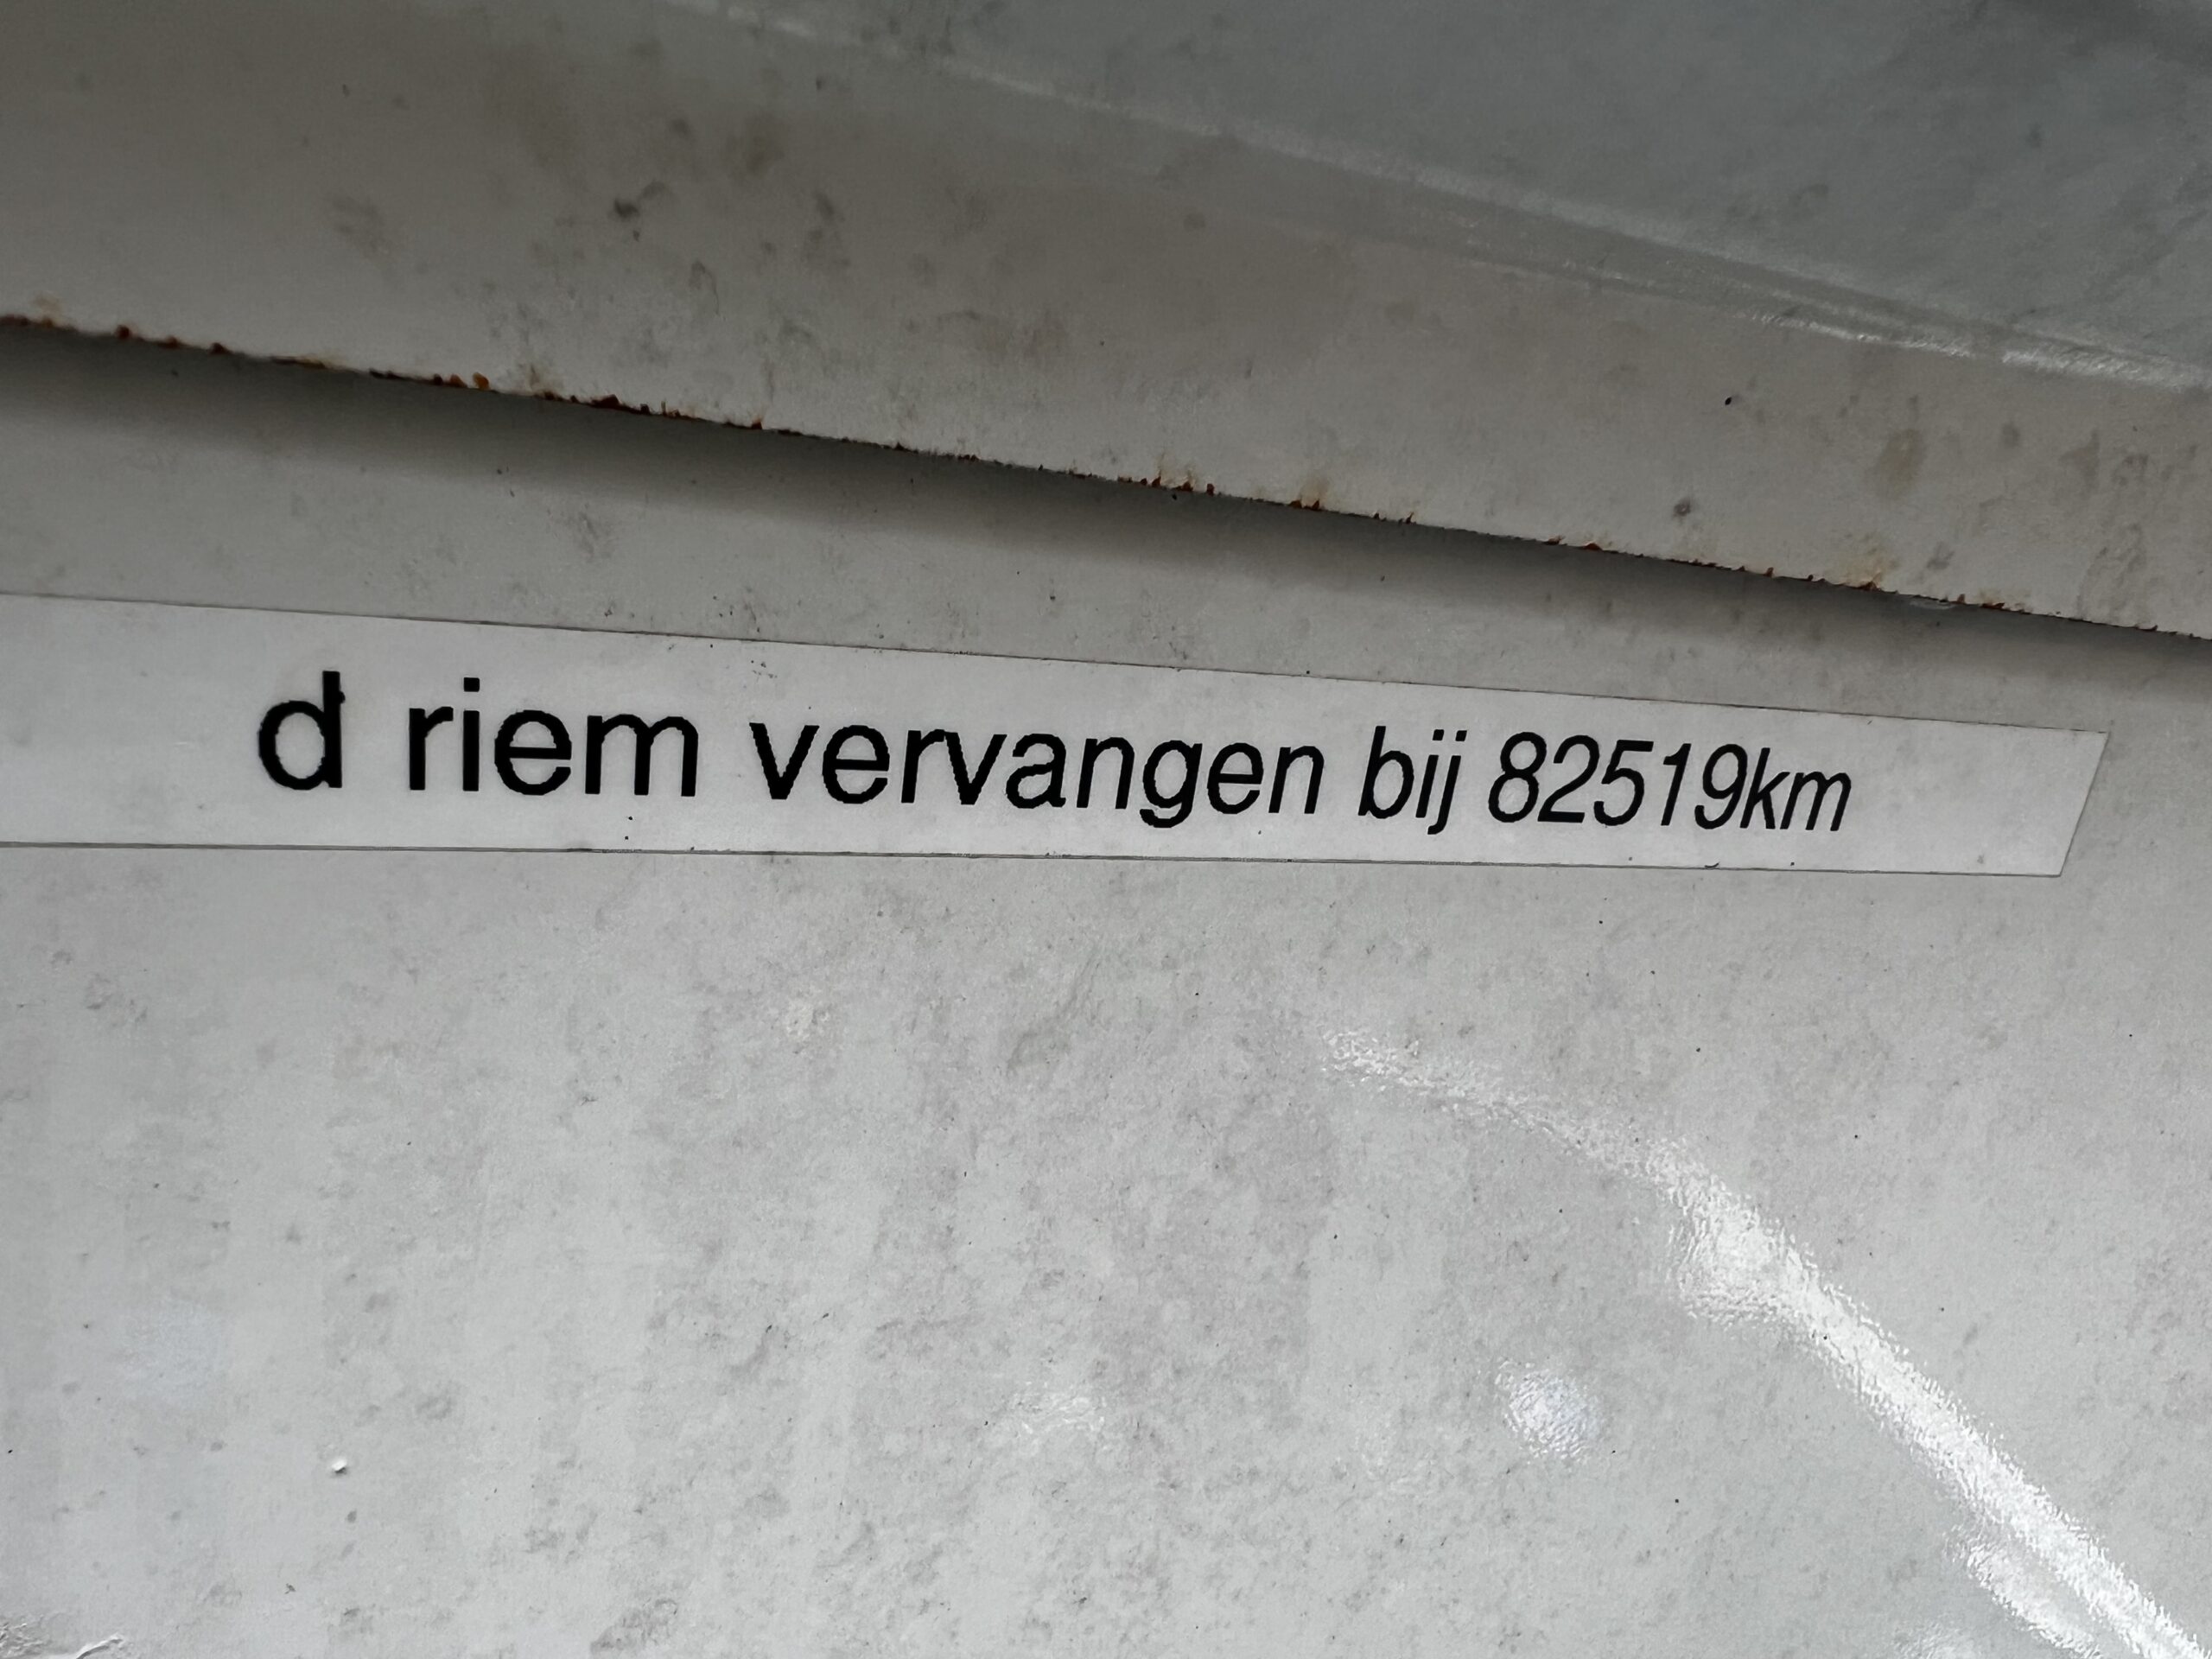 d riem vervangen bij 82519km